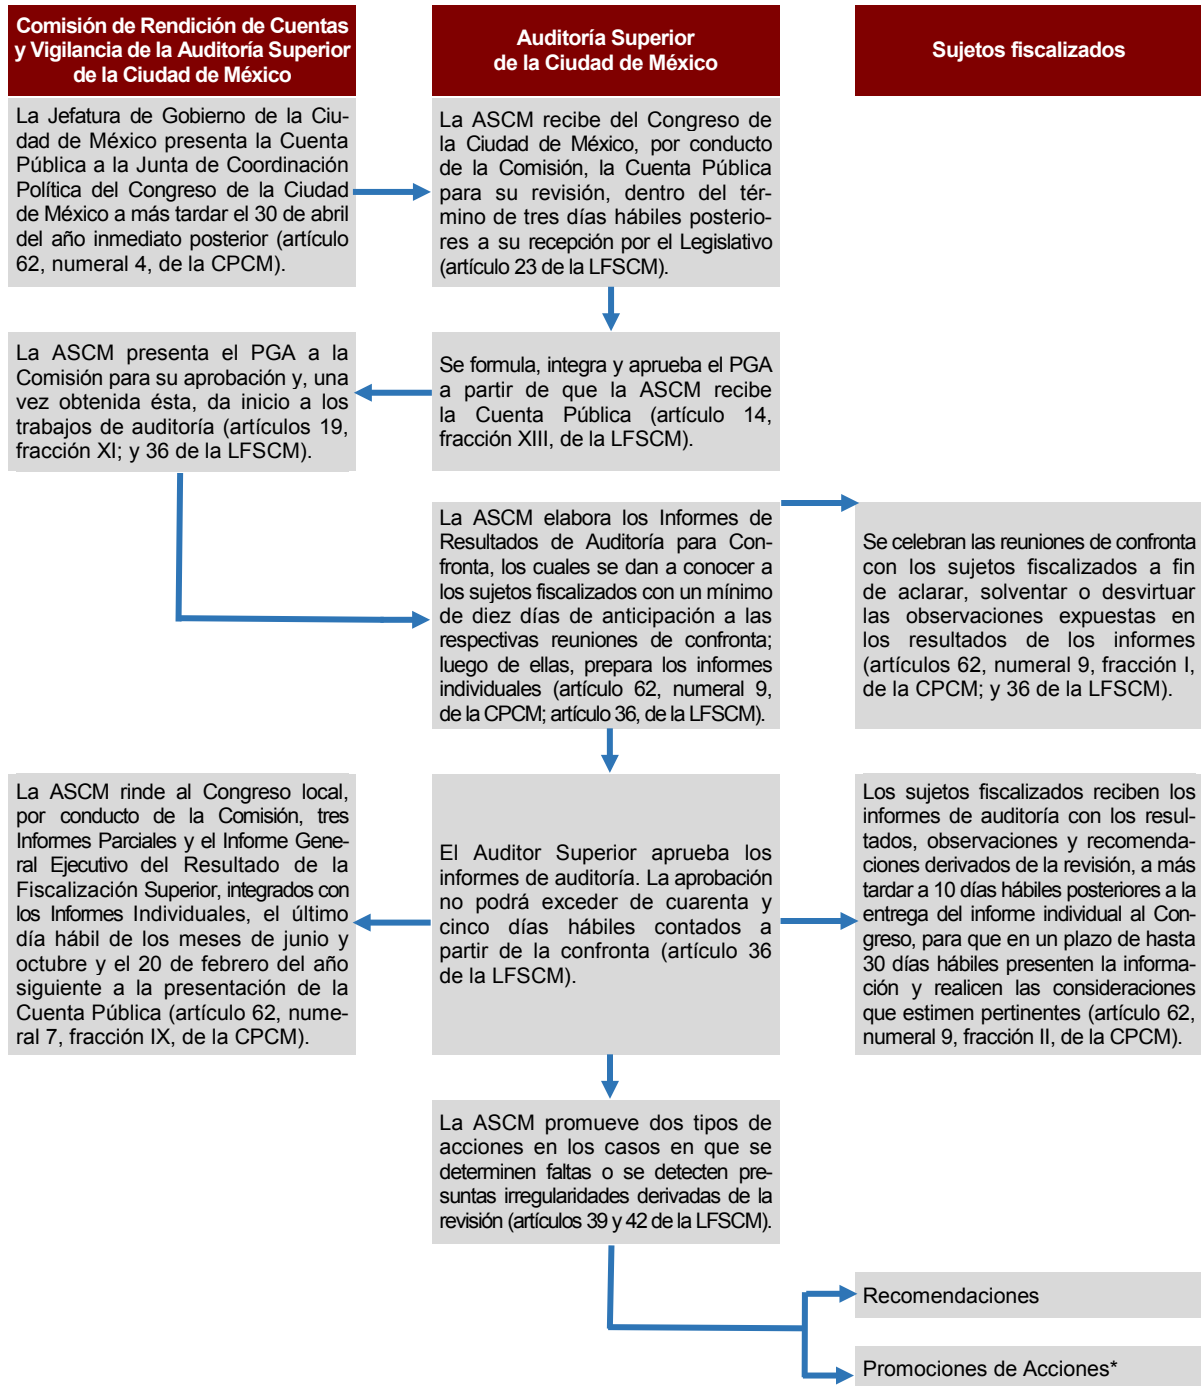 Comisión de Rendición de Cuentas
y Vigilancia de la Auditoría Superior
de la Ciudad de México
Auditoría Superior
de la Ciudad de México
Sujetos fiscalizados
La Jefatura de Gobierno de la Ciu-
dad de México presenta la Cuenta
Pública a la Junta de Coordinación
Política del Congreso de la Ciudad
de México a más tardar el 30 de abril
del año inmediato posterior (artículo
62, numeral 4, de la CPCM).
La ASCM recibe del Congreso de
la Ciudad de México, por conducto
de la Comisión, la Cuenta Pública
para su revisión, dentro del tér-
mino de tres días hábiles posterio-
res a su recepción por el Legislativo
(artículo 23 de la LFSCM).
La ASCM presenta el PGA a la
Comisión para su aprobación y, una
vez obtenida ésta, da inicio a los
trabajos de auditoría (artículos 19,
fracción XI; y 36 de la LFSCM).
Se formula, integra y aprueba el PGA
a partir de que la ASCM recibe
la Cuenta Pública (artículo 14,
fracción XIII, de la LFSCM).
La ASCM elabora los Informes de
Resultados de Auditoría para Con-
fronta, los cuales se dan a conocer a
los sujetos fiscalizados con un mínimo
de diez días de anticipación a las
respectivas reuniones de confronta;
luego de ellas, prepara los informes
individuales (artículo 62, numeral 9,
de la CPCM; artículo 36, de la LFSCM).
Se celebran las reuniones de confronta
con los sujetos fiscalizados a fin
de aclarar, solventar o desvirtuar
las observaciones expuestas en
los resultados de los informes
(artículos 62, numeral 9, fracción I,
de la CPCM; y 36 de la LFSCM).
La ASCM rinde al Congreso local,
por conducto de la Comisión, tres
Informes Parciales y el Informe Gene-
ral Ejecutivo del Resultado de la
Fiscalización Superior, integrados con
los Informes Individuales, el último
día hábil de los meses de junio y
octubre y el 20 de febrero del año
siguiente a la presentación de la
Cuenta Pública (artículo 62, nume-
ral 7, fracción IX, de la CPCM).
El Auditor Superior aprueba los
informes de auditoría. La aprobación
no podrá exceder de cuarenta y
cinco días hábiles contados a
partir de la confronta (artículo 36
de la LFSCM).
Los sujetos fiscalizados reciben los
informes de auditoría con los resul-
tados, observaciones y recomenda-
ciones derivados de la revisión, a más
tardar a 10 días hábiles posteriores a la
entrega del informe individual al Con-
greso, para que en un plazo de hasta
30 días hábiles presenten la informa-
ción y realicen las consideraciones
que estimen pertinentes (artículo 62,
numeral 9, fracción II, de la CPCM).
La ASCM promueve dos tipos de
acciones en los casos en que se
determinen faltas o se detecten pre-
suntas irregularidades derivadas de la
revisión (artículos 39 y 42 de la LFSCM).
Recomendaciones
Promociones de Acciones*